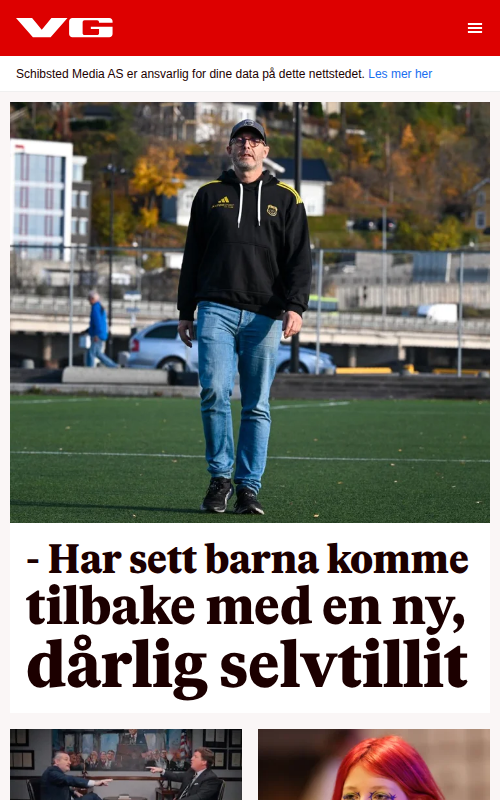 VG
Schibsted Media AS er ansvarlig for dine data på dette nettstedet. Les mer her
- Har sett barna komme
tilbake med en ny,
dårlig selvtillit